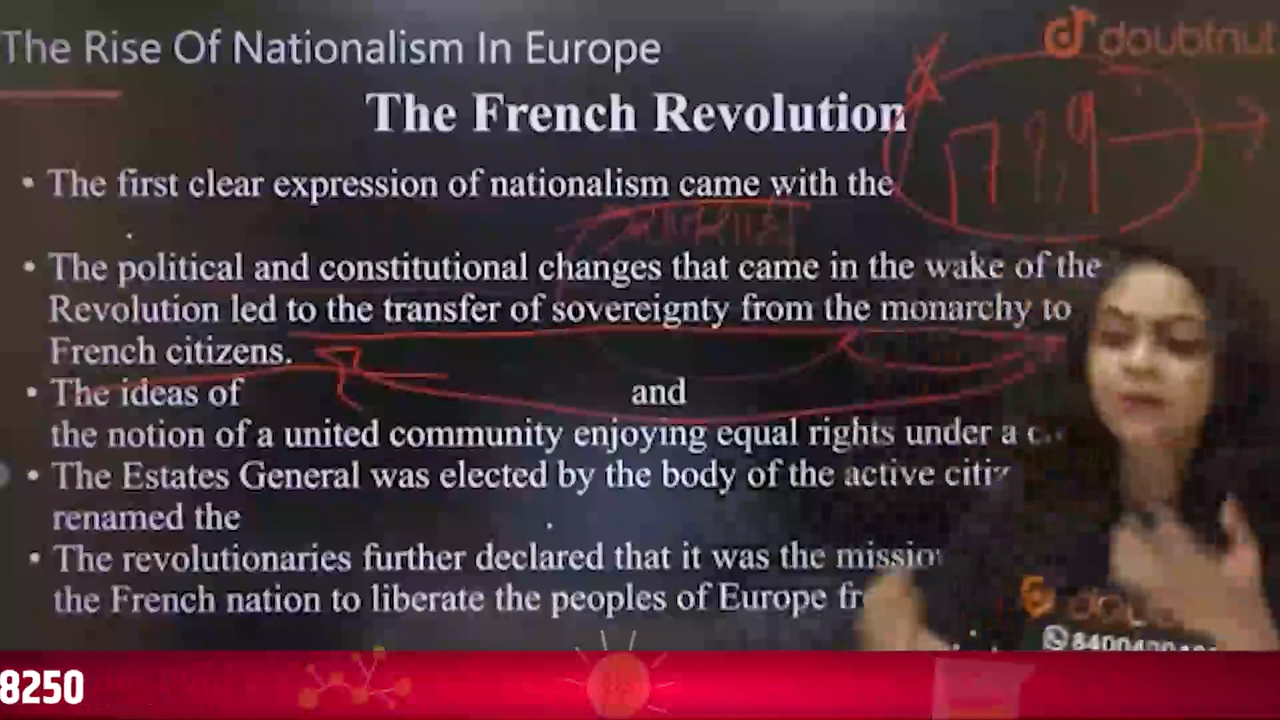 The Rise Of Nationalism In Europe
doubtnut
The French Revolution
• The first clear expression of nationalism came with the
• The political and constitutional changes that came in the wake of the
Revolution led to the transfer of sovereignty from the monarchy to
French citizens.
• The ideas of and
the notion of a united community enjoying equal rights under a
• The Estates General was elected by the body of the active
renamed the
• The revolutionaries further declared that it was the
the French nation to liberate the peoples of Europe
8250